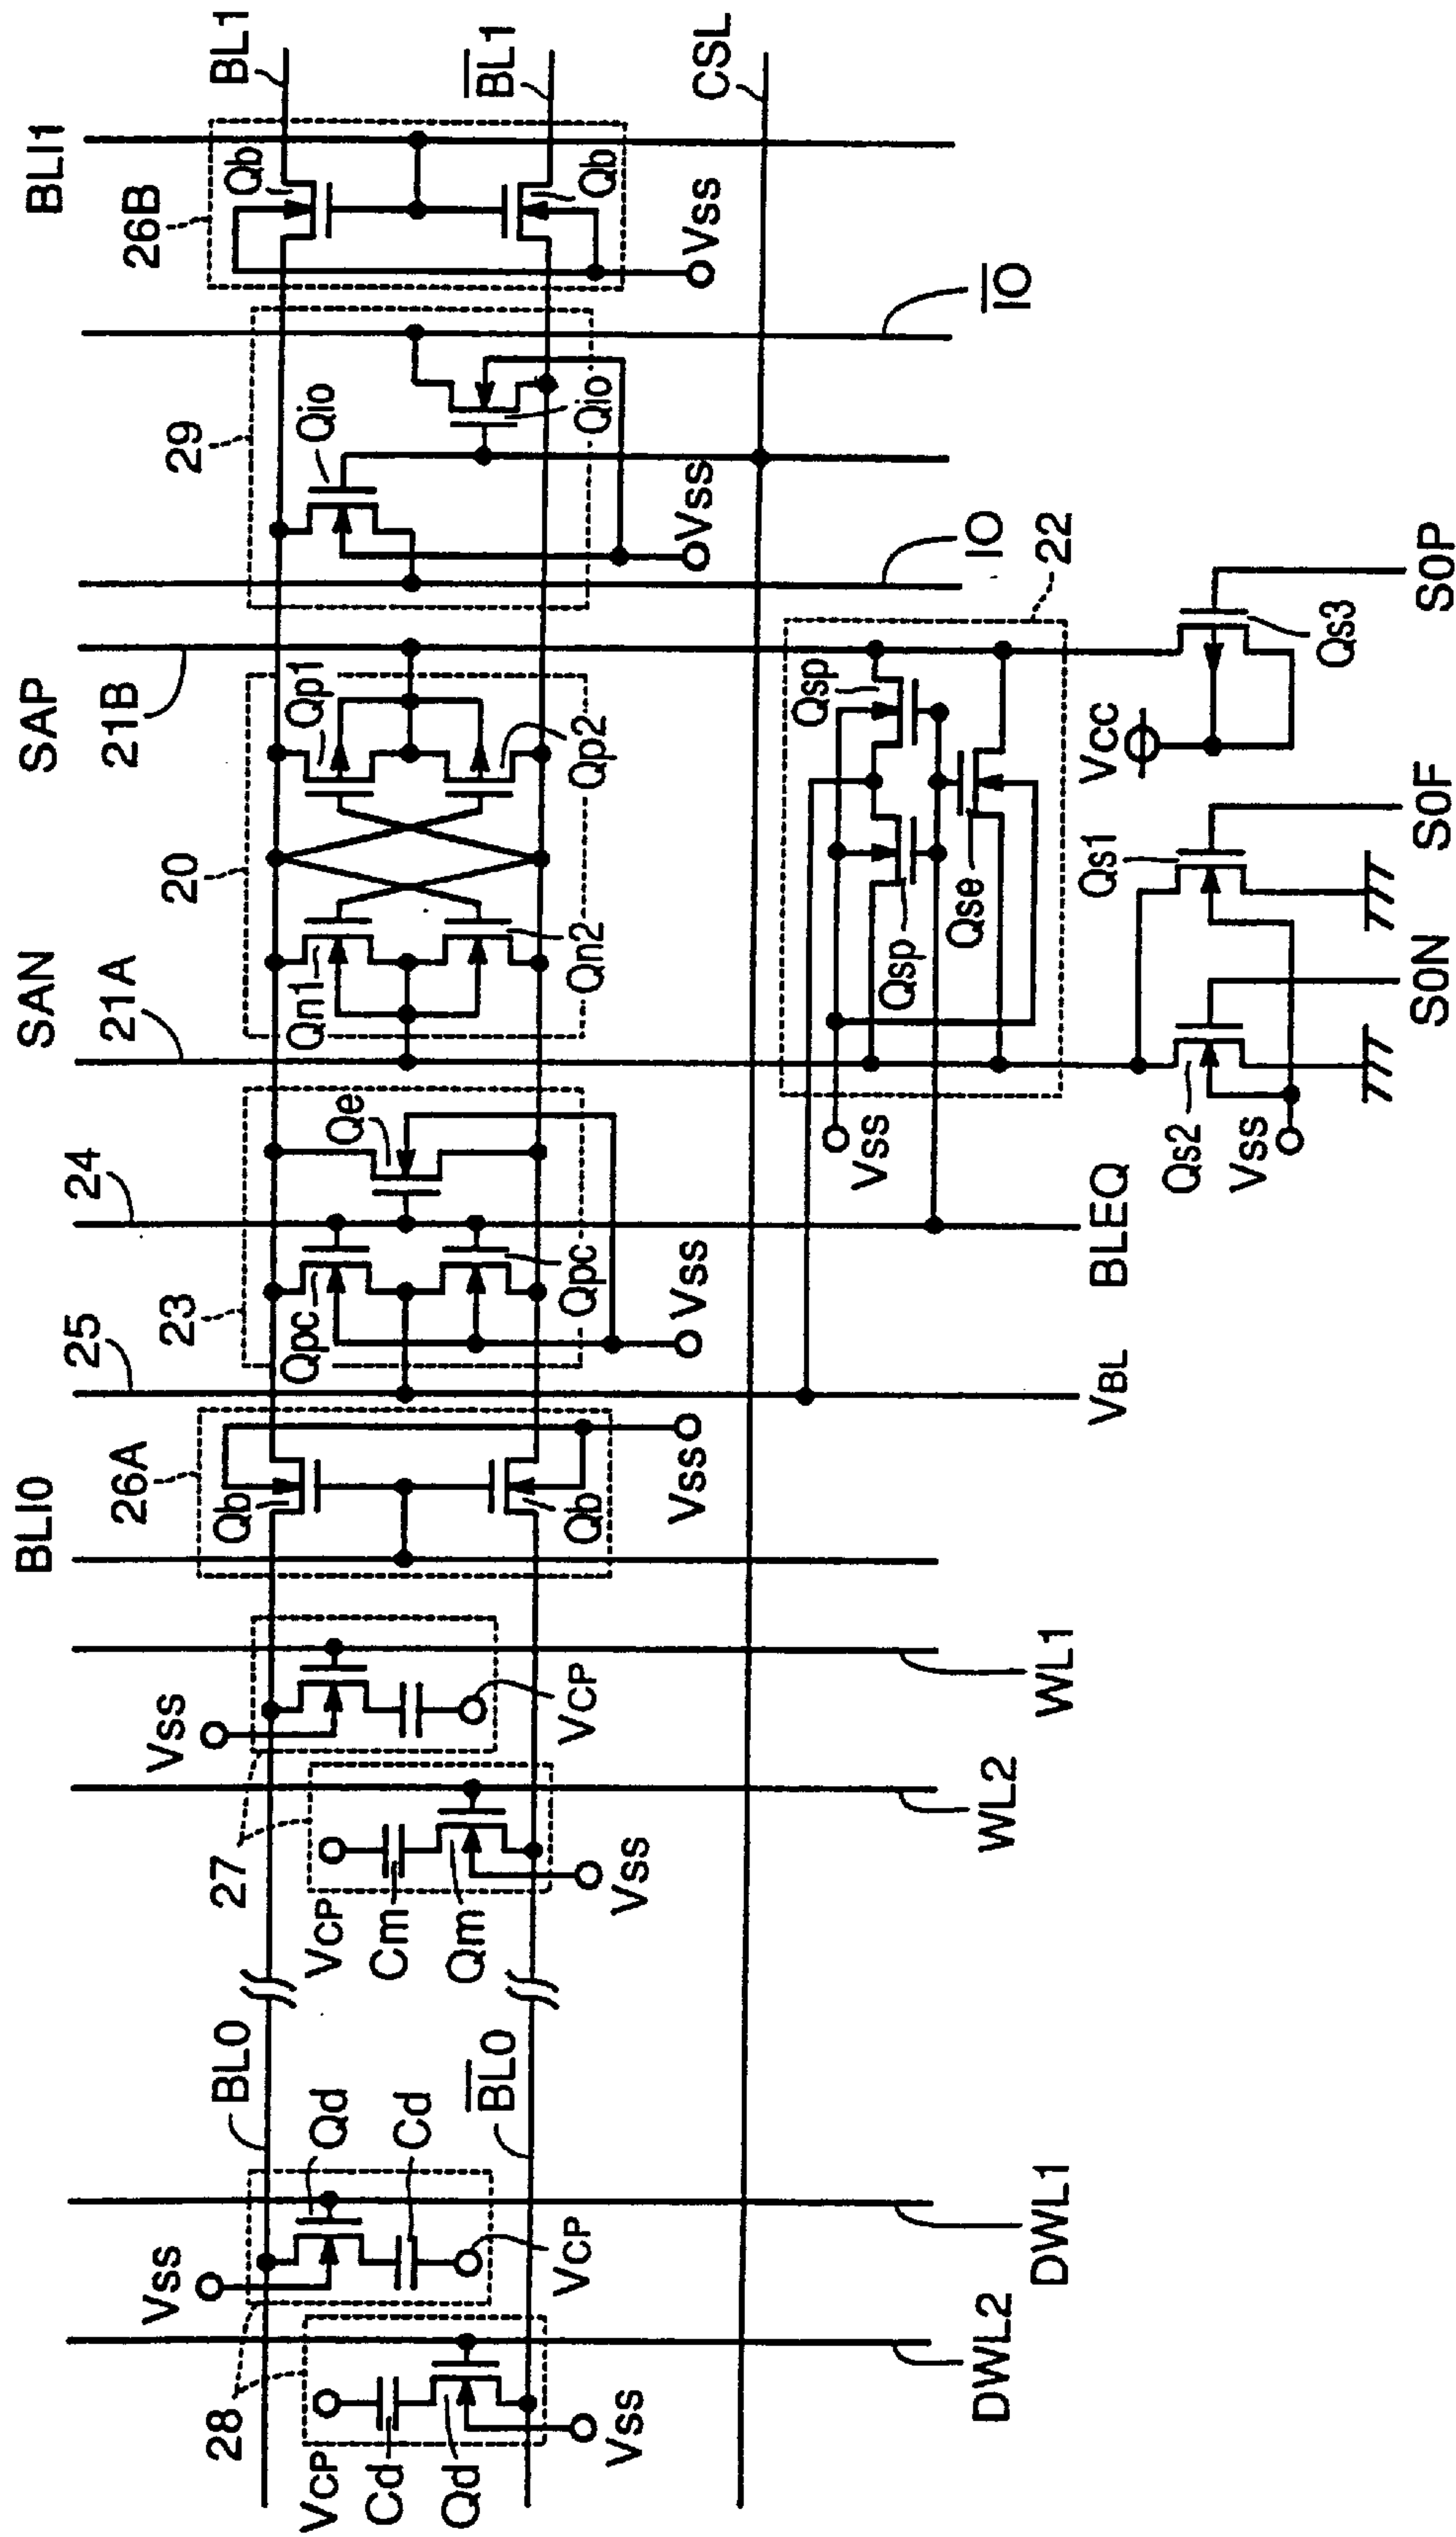 BLI0
SAN
SAP
BLI1
25
24
21A
21B
28
27
26A
23
20
29
26B
Vss
Vss
BL0
BL1
VCP
Cd
Qd
Qd
Cd
VCP
Vss
VCP
Cm
Qm
VCP
Vss
BL0
Qb
Qb
Vss
Qpc
Qpc
Qe
Vss
Qn1
Qn2
Qp1
Qp2
Qio
Qio
Vss
Qb
Qb
Vss
BL1
CSL
DWL2
DWL1
WL2
WL1
VBL
BLEQ
Vss
Qsp
Qse
Qsp
22
IO
IO
Qs2
Vss
Qs1
Vcc
Qs3
S0N
S0F
S0P